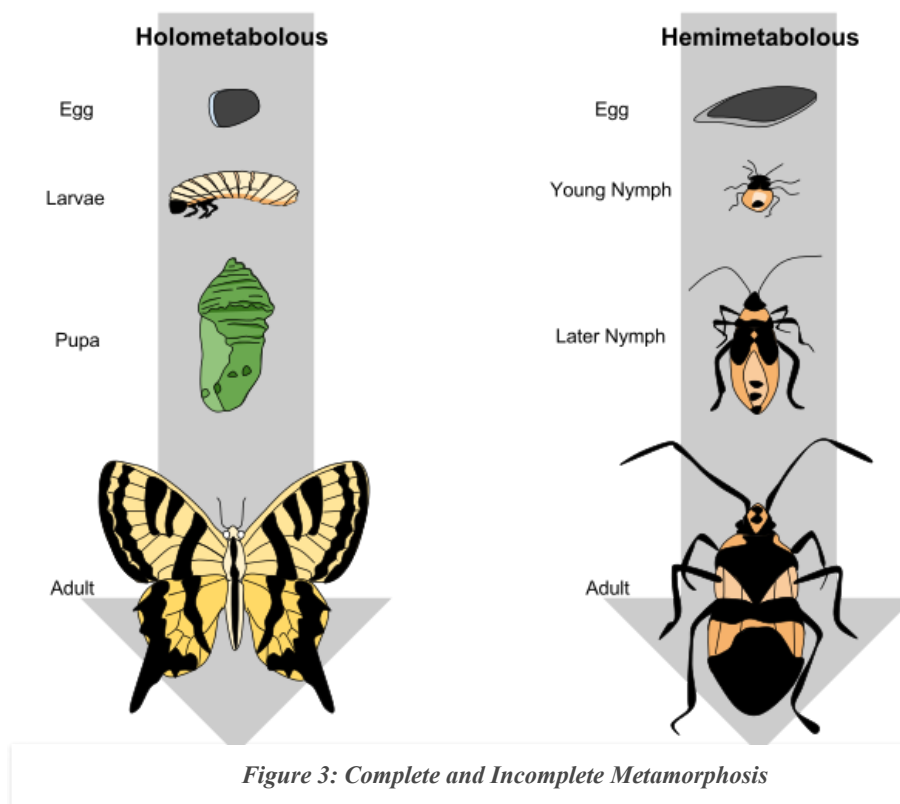 Holometabolous
Egg
Larvae
Pupa
Adult
Hemimetabolous
Egg
Young Nymph
Later Nymph
Adult
Figure 3: Complete and Incomplete Metamorphosis